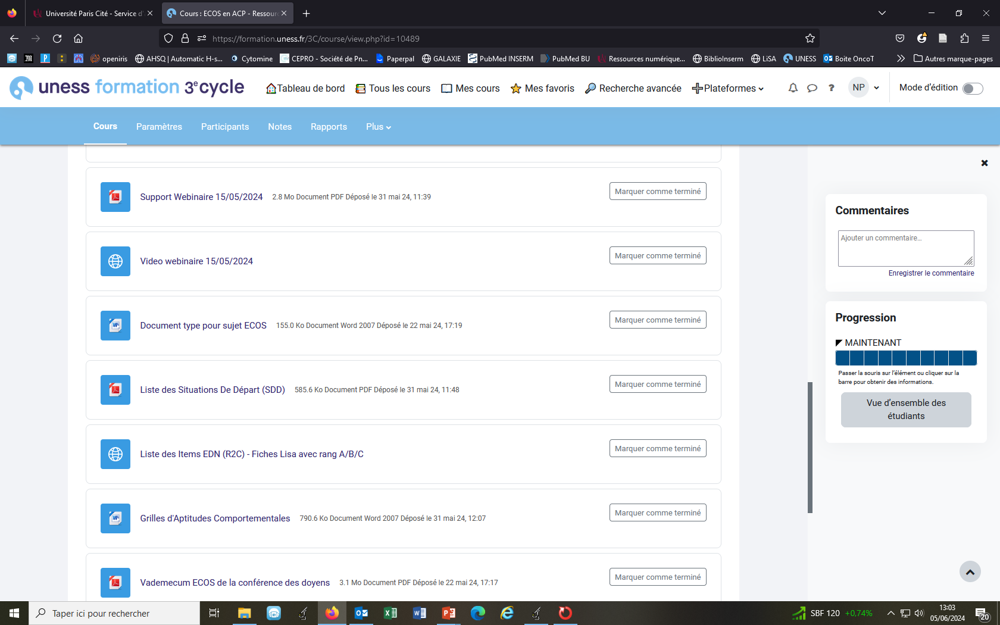 Université Paris Cité - Service d'
Cours : ECOS en ACP - Ressour
https://formation.uness.fr/3C/course/view.php?id=10489
openiris
AHSQ | Automatic H-s...
Cytomine
CEPRO - Société de Pn...
Paperpal
GALAXIE
PubMed INSERM
PubMed BU
Ressources numérique...
BiblioInserm
LiSA
UNESS
Boite OncoT
Autres marque-pages
uness formation 3e cycle
Tableau de bord
Tous les cours
Mes cours
Mes favoris
Recherche avancée
Plateformes
NP
Mode d'édition
Cours
Paramètres
Participants
Notes
Rapports
Plus
Support Webinaire 15/05/2024 2.8 Mo Document PDF Déposé le 31 mai 24, 11:39
Marquer comme terminé
Video webinaire 15/05/2024
Marquer comme terminé
Document type pour sujet ECOS 155.0 Ko Document Word 2007 Déposé le 22 mai 24, 17:19
Marquer comme terminé
Liste des Situations De Départ (SDD) 585.6 Ko Document PDF Déposé le 31 mai 24, 11:48
Marquer comme terminé
Liste des Items EDN (R2C) - Fiches Lisa avec rang A/B/C
Marquer comme terminé
Grilles d'Aptitudes Comportementales 790.6 Ko Document Word 2007 Déposé le 31 mai 24, 12:07
Marquer comme terminé
Vademecum ECOS de la conférence des doyens 3.1 Mo Document PDF Déposé le 22 mai 24, 17:17
Marquer comme terminé
Commentaires
Ajouter un commentaire...
Enregistrer le commentaire
Progression
MAINTENANT
Passer la souris sur l'élément ou cliquer sur la
barre pour obtenir des informations.
Vue d'ensemble des
étudiants
Taper ici pour rechercher
SBF 120 +0,74%
13:03
05/06/2024
20